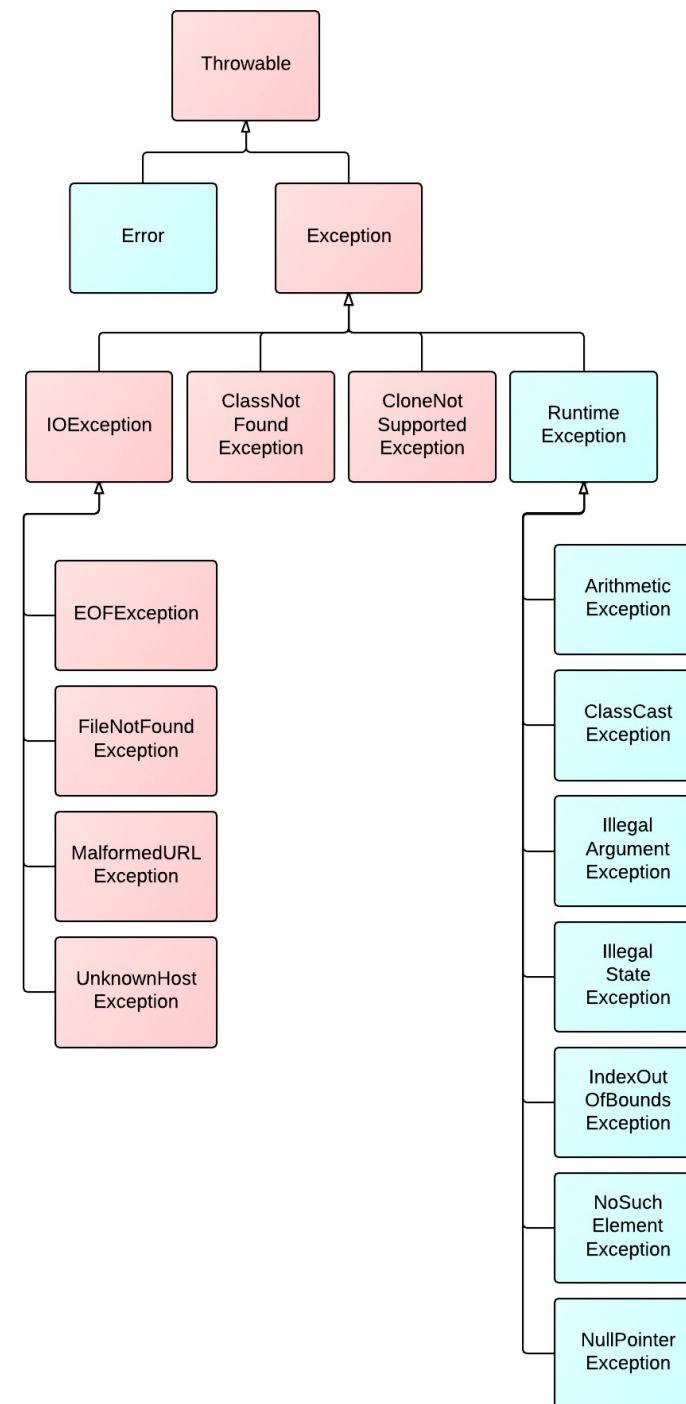 Throwable
Error
Exception
IOException
ClassNot
Found
Exception
CloneNot
Supported
Exception
Runtime
Exception
EOFException
FileNotFound
Exception
MalformedURL
Exception
UnknownHost
Exception
Arithmetic
Exception
ClassCast
Exception
Illegal
Argument
Exception
Illegal
State
Exception
IndexOut
OfBounds
Exception
NoSuch
Element
Exception
NullPointer
Exception